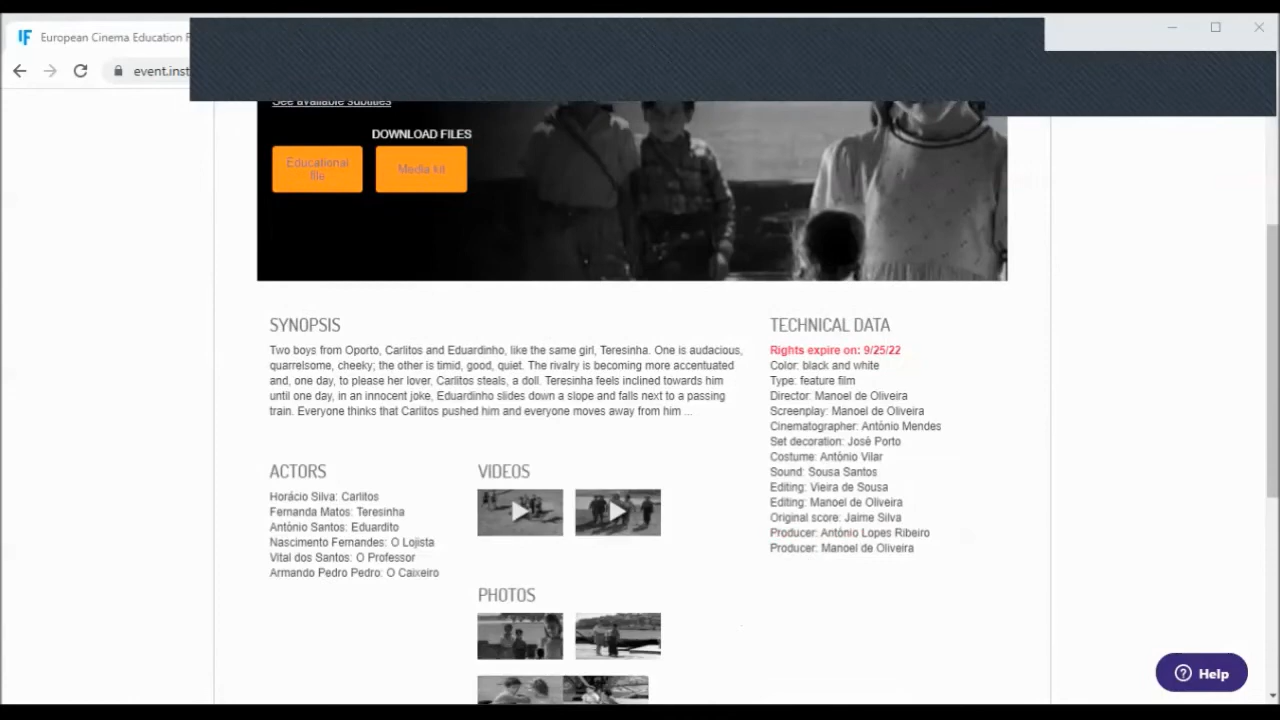 European Cinema Education
event.inst
See available subtitles
DOWNLOAD FILES
Educational
file
Media kit
SYNOPSIS
Two boys from Oporto, Carlitos and Eduardinho, like the same girl, Teresinha. One is audacious,
quarrelsome, cheeky; the other is timid, good, quiet. The rivalry is becoming more accentuated
and, one day, to please her lover, Carlitos steals, a doll. Teresinha feels inclined towards him
until one day, in an innocent joke, Eduardinho slides down a slope and falls next to a passing
train. Everyone thinks that Carlitos pushed him and everyone moves away from him ...
TECHNICAL DATA
Rights expire on: 9/25/22
Color: black and white
Type: feature film
Director: Manoel de Oliveira
Screenplay: Manoel de Oliveira
Cinematographer: António Mendes
Set decoration: José Porto
Costume: António Vilar
Sound: Sousa Santos
Editing: Vieira de Sousa
Editing: Manoel de Oliveira
Original score: Jaime Silva
Producer: António Lopes Ribeiro
Producer: Manoel de Oliveira
ACTORS
Horácio Silva: Carlitos
Fernanda Matos: Teresinha
António Santos: Eduardito
Nascimento Fernandes: O Lojista
Vital dos Santos: O Professor
Armando Pedro Pedro: O Caixeiro
VIDEOS
PHOTOS
Help